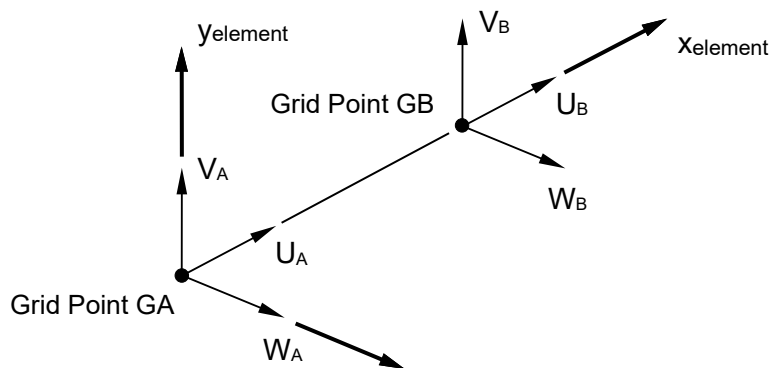 yelement
VB
xelement
Grid Point GB
UB
VA
WB
UA
Grid Point GA
WA